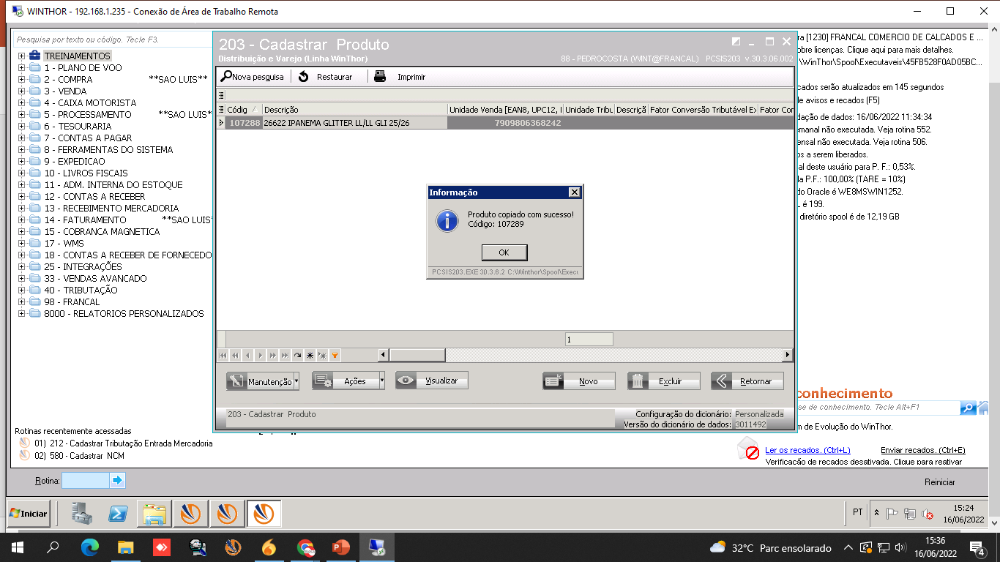 WINTHOR - 192.168.1.235 - Conexão de Área de Trabalho Remota
Pesquisa por texto ou código. Tecle F3.
TREINAMENTOS
1 - PLANO DE VOO
2 - COMPRA **SAO LUIS**
3 - VENDA
4 - CAIXA MOTORISTA
5 - PROCESSAMENTO **SAO LUIS*
6 - TESOURARIA
7 - CONTAS A PAGAR
8 - FERRAMENTAS DO SISTEMA
9 - EXPEDICAO
10 - LIVROS FISCAIS
11 - ADM. INTERNA DO ESTOQUE
12 - CONTAS A RECEBER
13 - RECEBIMENTO MERCADORIA
14 - FATURAMENTO **SAO LUIS*
15 - COBRANCA MAGNETICA
17 - WMS
18 - CONTAS A RECEBER DE FORNECEDO
25 - INTEGRAÇÕES
33 - VENDAS AVANCADO
40 - TRIBUTAÇÃO
98 - FRANCAL
8000 - RELATORIOS PERSONALIZADOS
Rotinas recentemente acessadas
01) 212 - Cadastrar Tributação Entrada Mercadoria
02) 580 - Cadastrar NCM
Rotina:
203 - Cadastrar Produto
Distribuição e Varejo (Linha WinThor)
88 - PEDROCOSTA (WINT@FRANCAL) PCSIS203 v.30.3.06.002
Nova pesquisa
Restaurar
Imprimir
Códig Descrição Unidade Venda [EAN8, UPC12, I Unidade Tribu Descriçã Fator Conversão Tributável Ex Fator Cor
107288 26622 IPANEMA GLITTER LL/LL GLI 25/26 7909806368242
Informação
Produto copiado com sucesso!
Código: 107289
OK
PCSIS203.EXE 30.3.6.2 C:\Winthor\Spool\Execu
1
Manutenção
Ações
Visualizar
Novo
Excluir
Retornar
203 - Cadastrar Produto
Configuração do dicionário: Personalizada
Versão do dicionário de dados: 3011492
ra [1230] FRANCAL COMERCIO DE CALCADOS E ...
obre licenças. Clique aqui para mais detalhes.
\WinThor\Spool\Executaveis\45FB528F0AD05BC...
cados serão atualizados em 145 segundos
e avisos e recados (F5)
dação de dados: 16/06/2022 11:34:34
emanal não executada. Veja rotina 552.
ensal não executada. Veja rotina 506.
os a serem liberados.
al deste usuário para P. F.: 0,53%.
la P.F.: 100,00% (TARE = 10%)
do Oracle é WE8MSWIN1252.
L é 199.
diretório spool é de 12,19 GB
conhecimento
se de conhecimento. Tecle Alt+F1
m de Evolução do WinThor.
Ler os recados. (Ctrl+L)
Enviar recados. (Ctrl+E)
Verificação de recados desativada. Clique para reativar
Reiniciar
Iniciar
PT
15:24
16/06/2022
32°C Parc ensolarado
15:36
16/06/2022
4